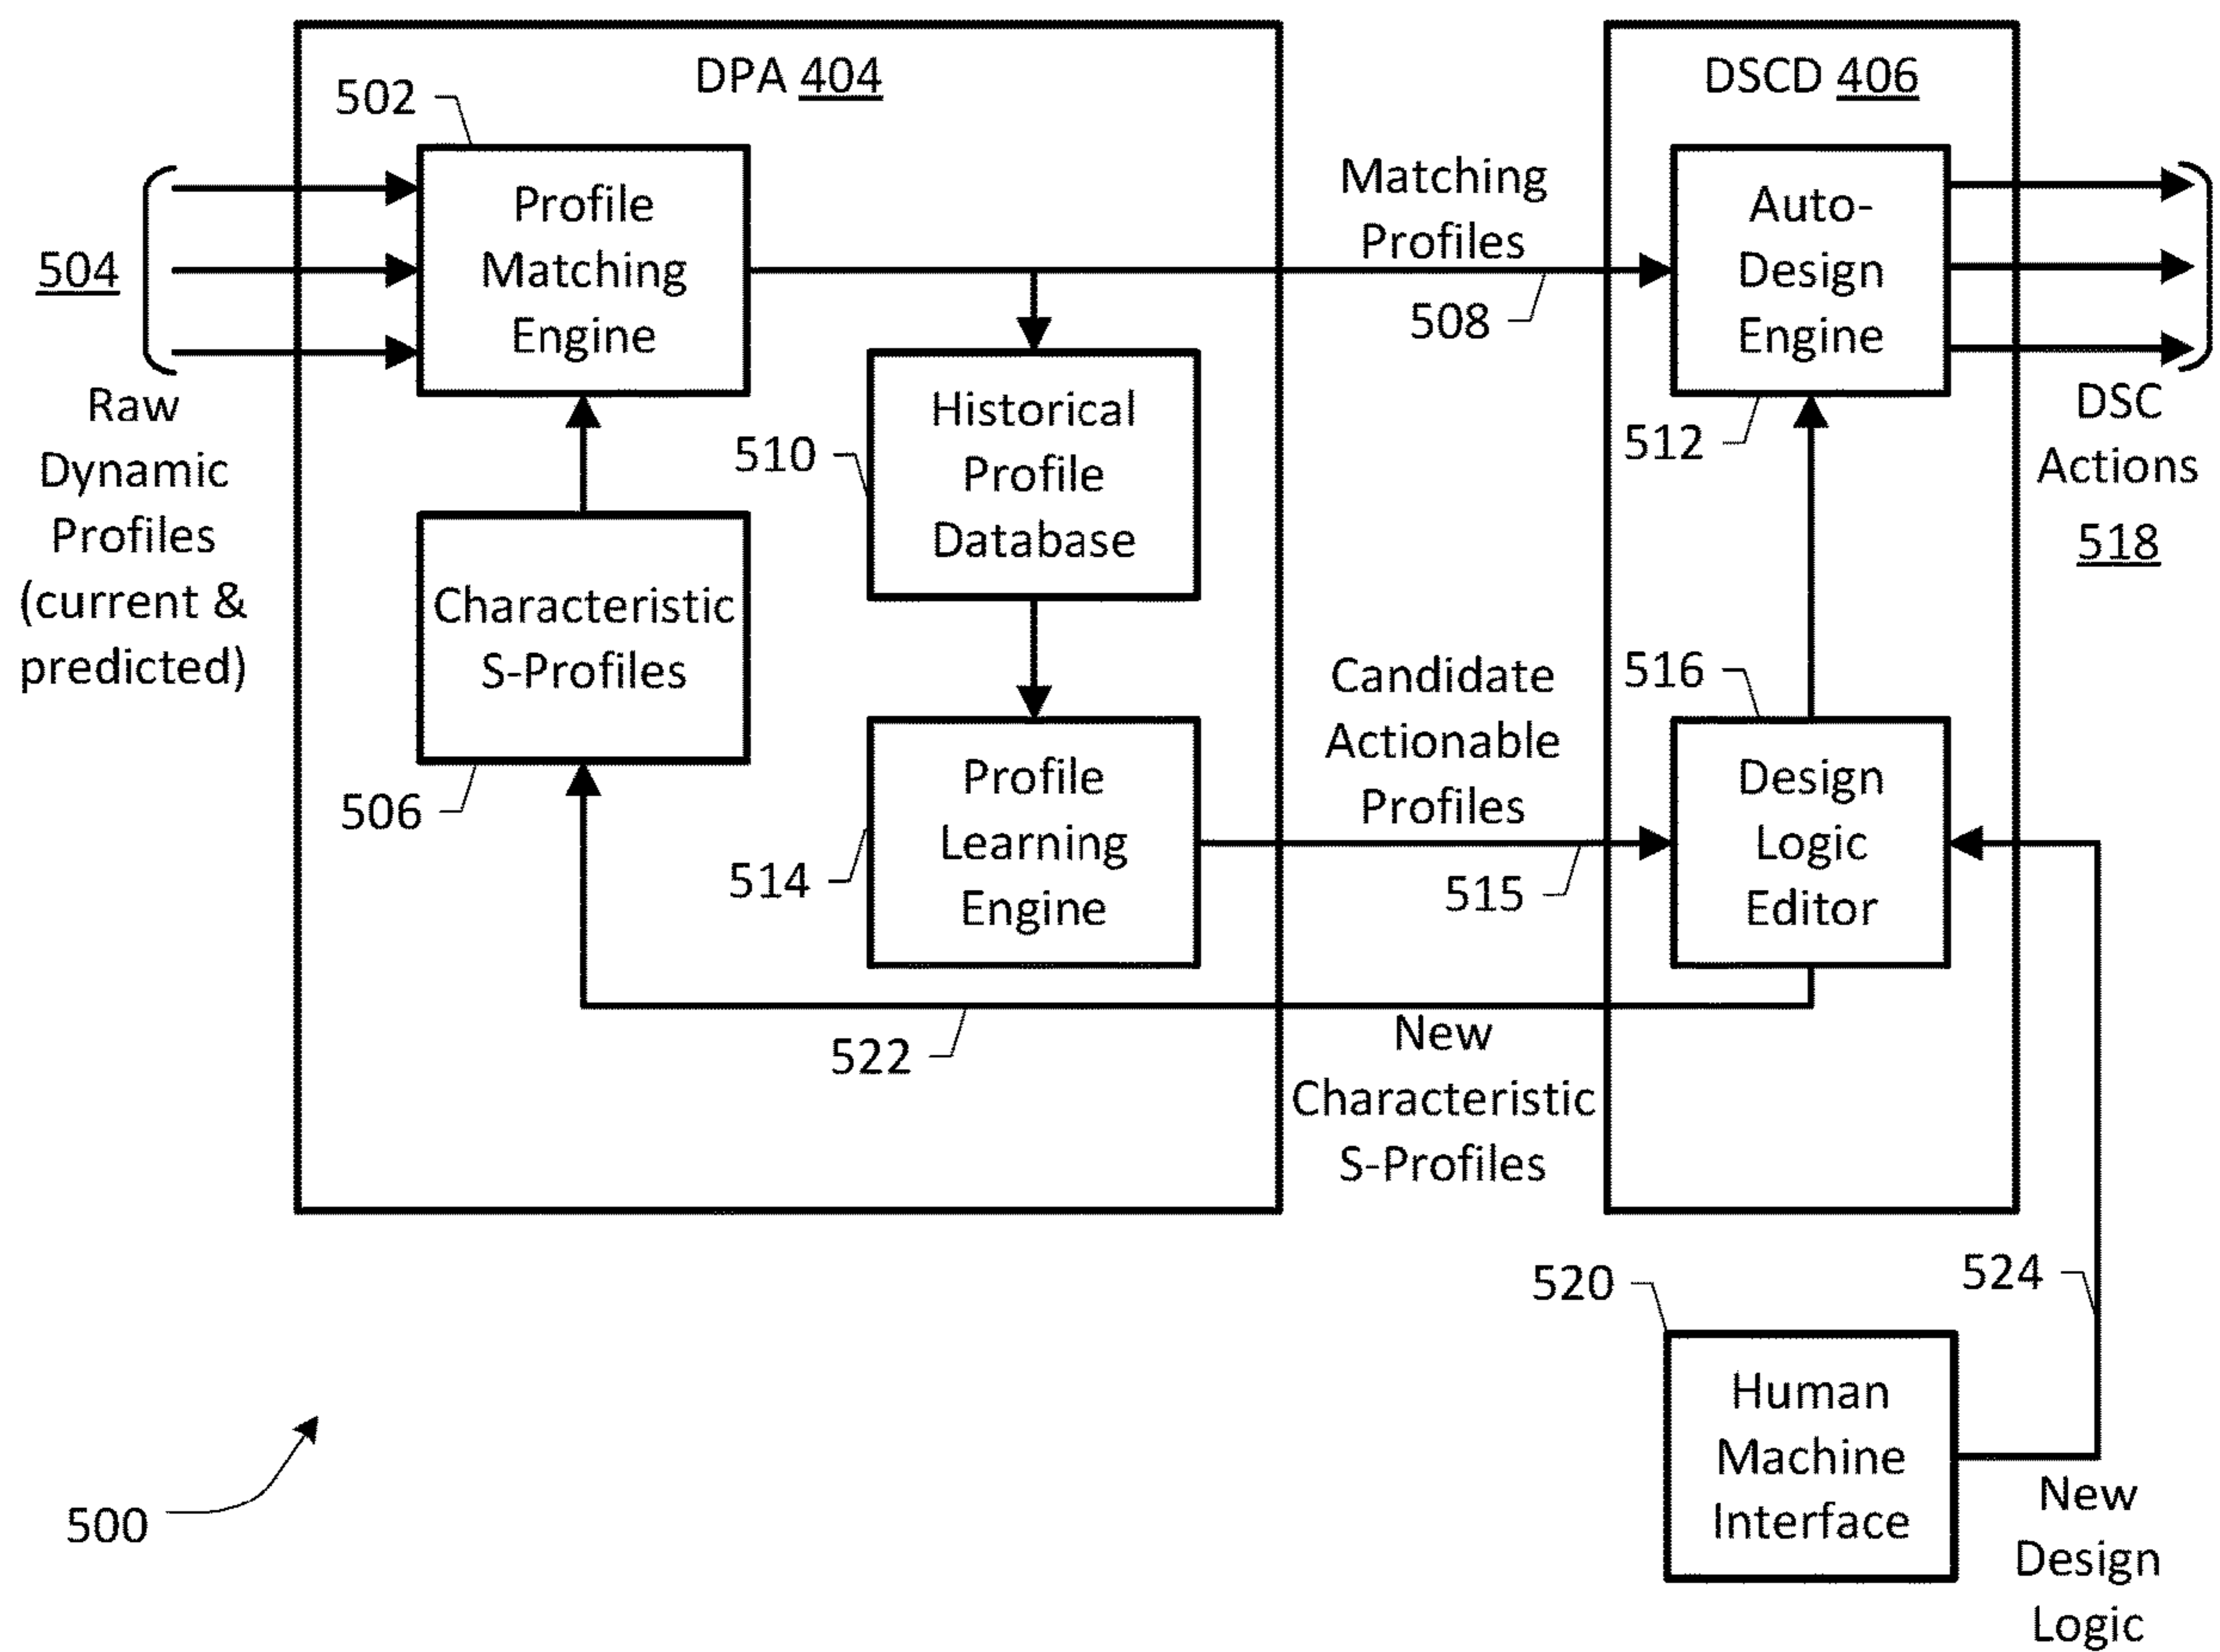 DPA 404
DSCD 406
502
Profile
Matching
Engine
504
Raw
Dynamic
Profiles
(current &
predicted)
Characteristic
S-Profiles
506
Historical
Profile
Database
510
Profile
Learning
Engine
514
Matching
Profiles
508
Candidate
Actionable
Profiles
515
522
New
Characteristic
S-Profiles
Auto-
Design
Engine
512
516
Design
Logic
Editor
DSC
Actions
518
520
Human
Machine
Interface
524
New
Design
Logic
500